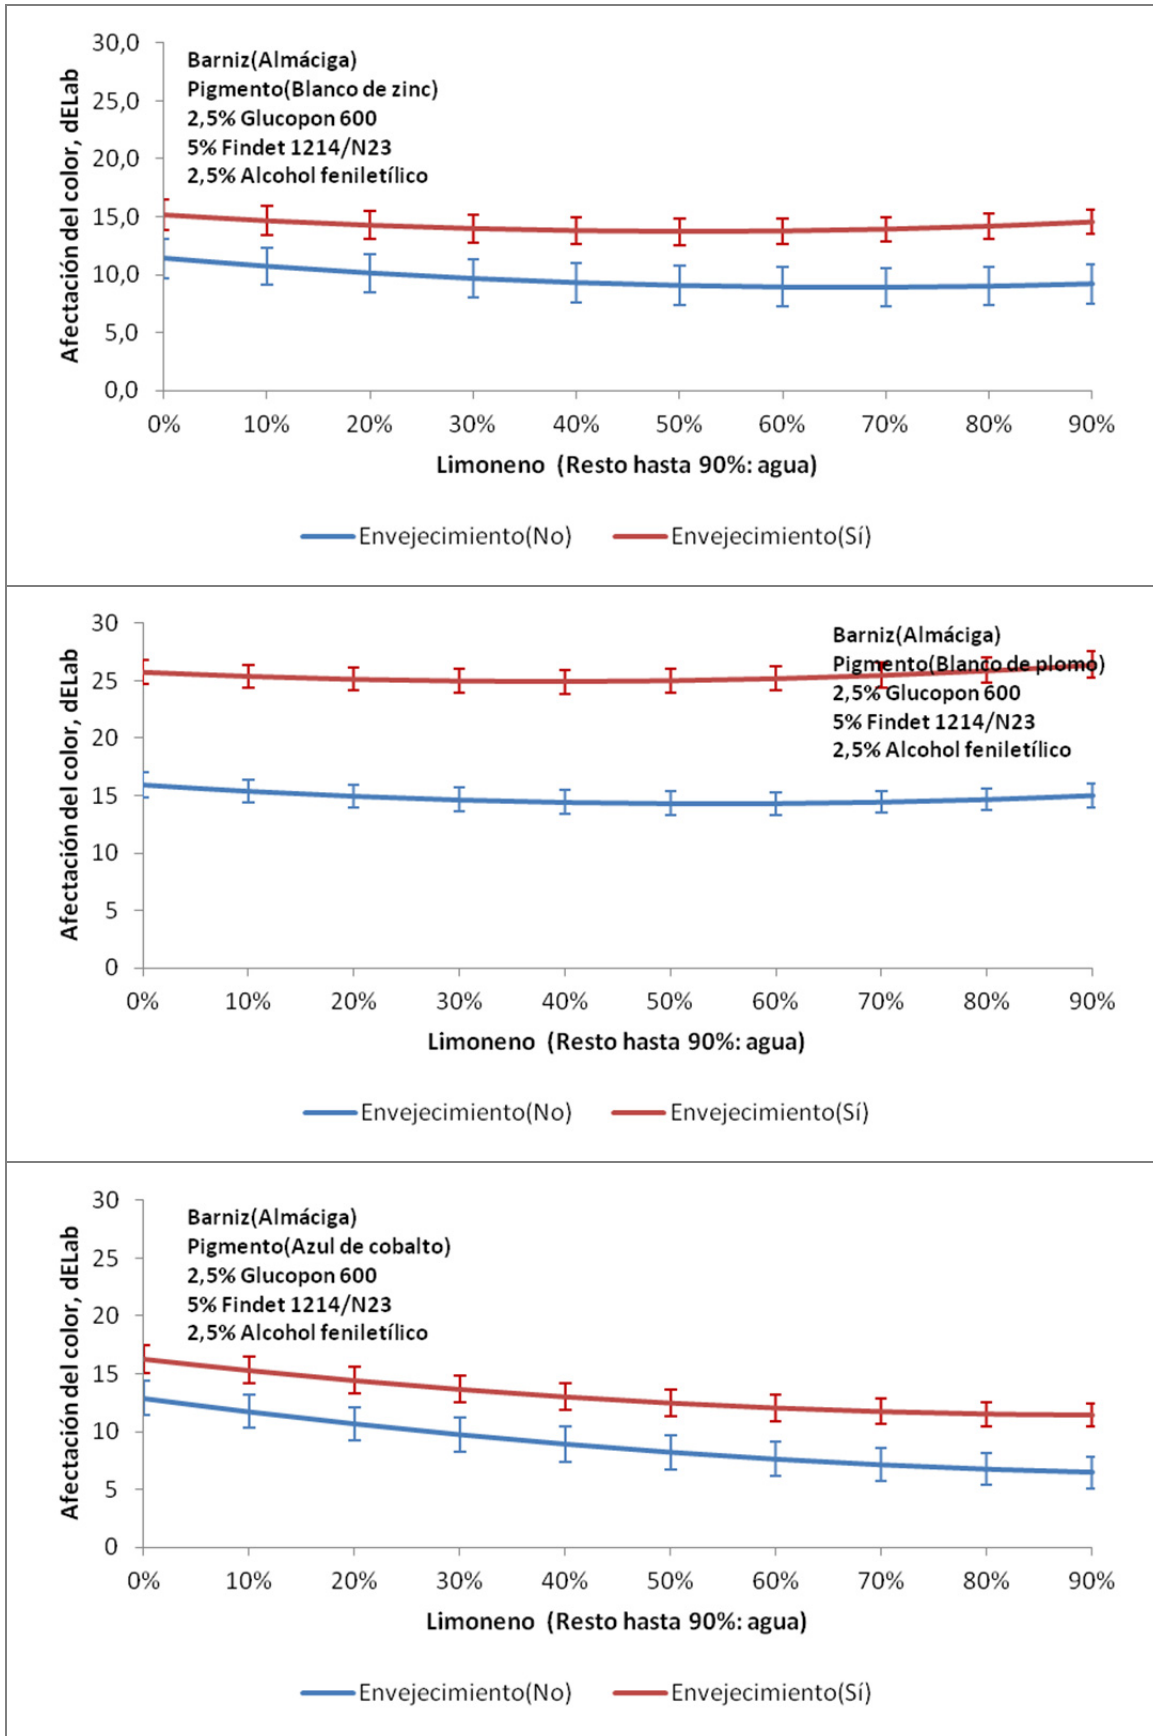 30,0
25,0
20,0
15,0
10,0
5,0
0,0
Afectación del color, dELab
Barniz(Almáciga)
Pigmento(Blanco de zinc)
2,5% Glucopon 600
5% Findet 1214/N23
2,5% Alcohol feniletílico
0% 10% 20% 30% 40% 50% 60% 70% 80% 90%
Limoneno (Resto hasta 90%: agua)
Envejecimiento(No) Envejecimiento(Sí)
30
25
20
15
10
5
0
Afectación del color, dELab
Barniz(Almáciga)
Pigmento(Blanco de plomo)
2,5% Glucopon 600
5% Findet 1214/N23
2,5% Alcohol feniletílico
0% 10% 20% 30% 40% 50% 60% 70% 80% 90%
Limoneno (Resto hasta 90%: agua)
Envejecimiento(No) Envejecimiento(Sí)
30
25
20
15
10
5
0
Afectación del color, dELab
Barniz(Almáciga)
Pigmento(Azul de cobalto)
2,5% Glucopon 600
5% Findet 1214/N23
2,5% Alcohol feniletílico
0% 10% 20% 30% 40% 50% 60% 70% 80% 90%
Limoneno (Resto hasta 90%: agua)
Envejecimiento(No) Envejecimiento(Sí)